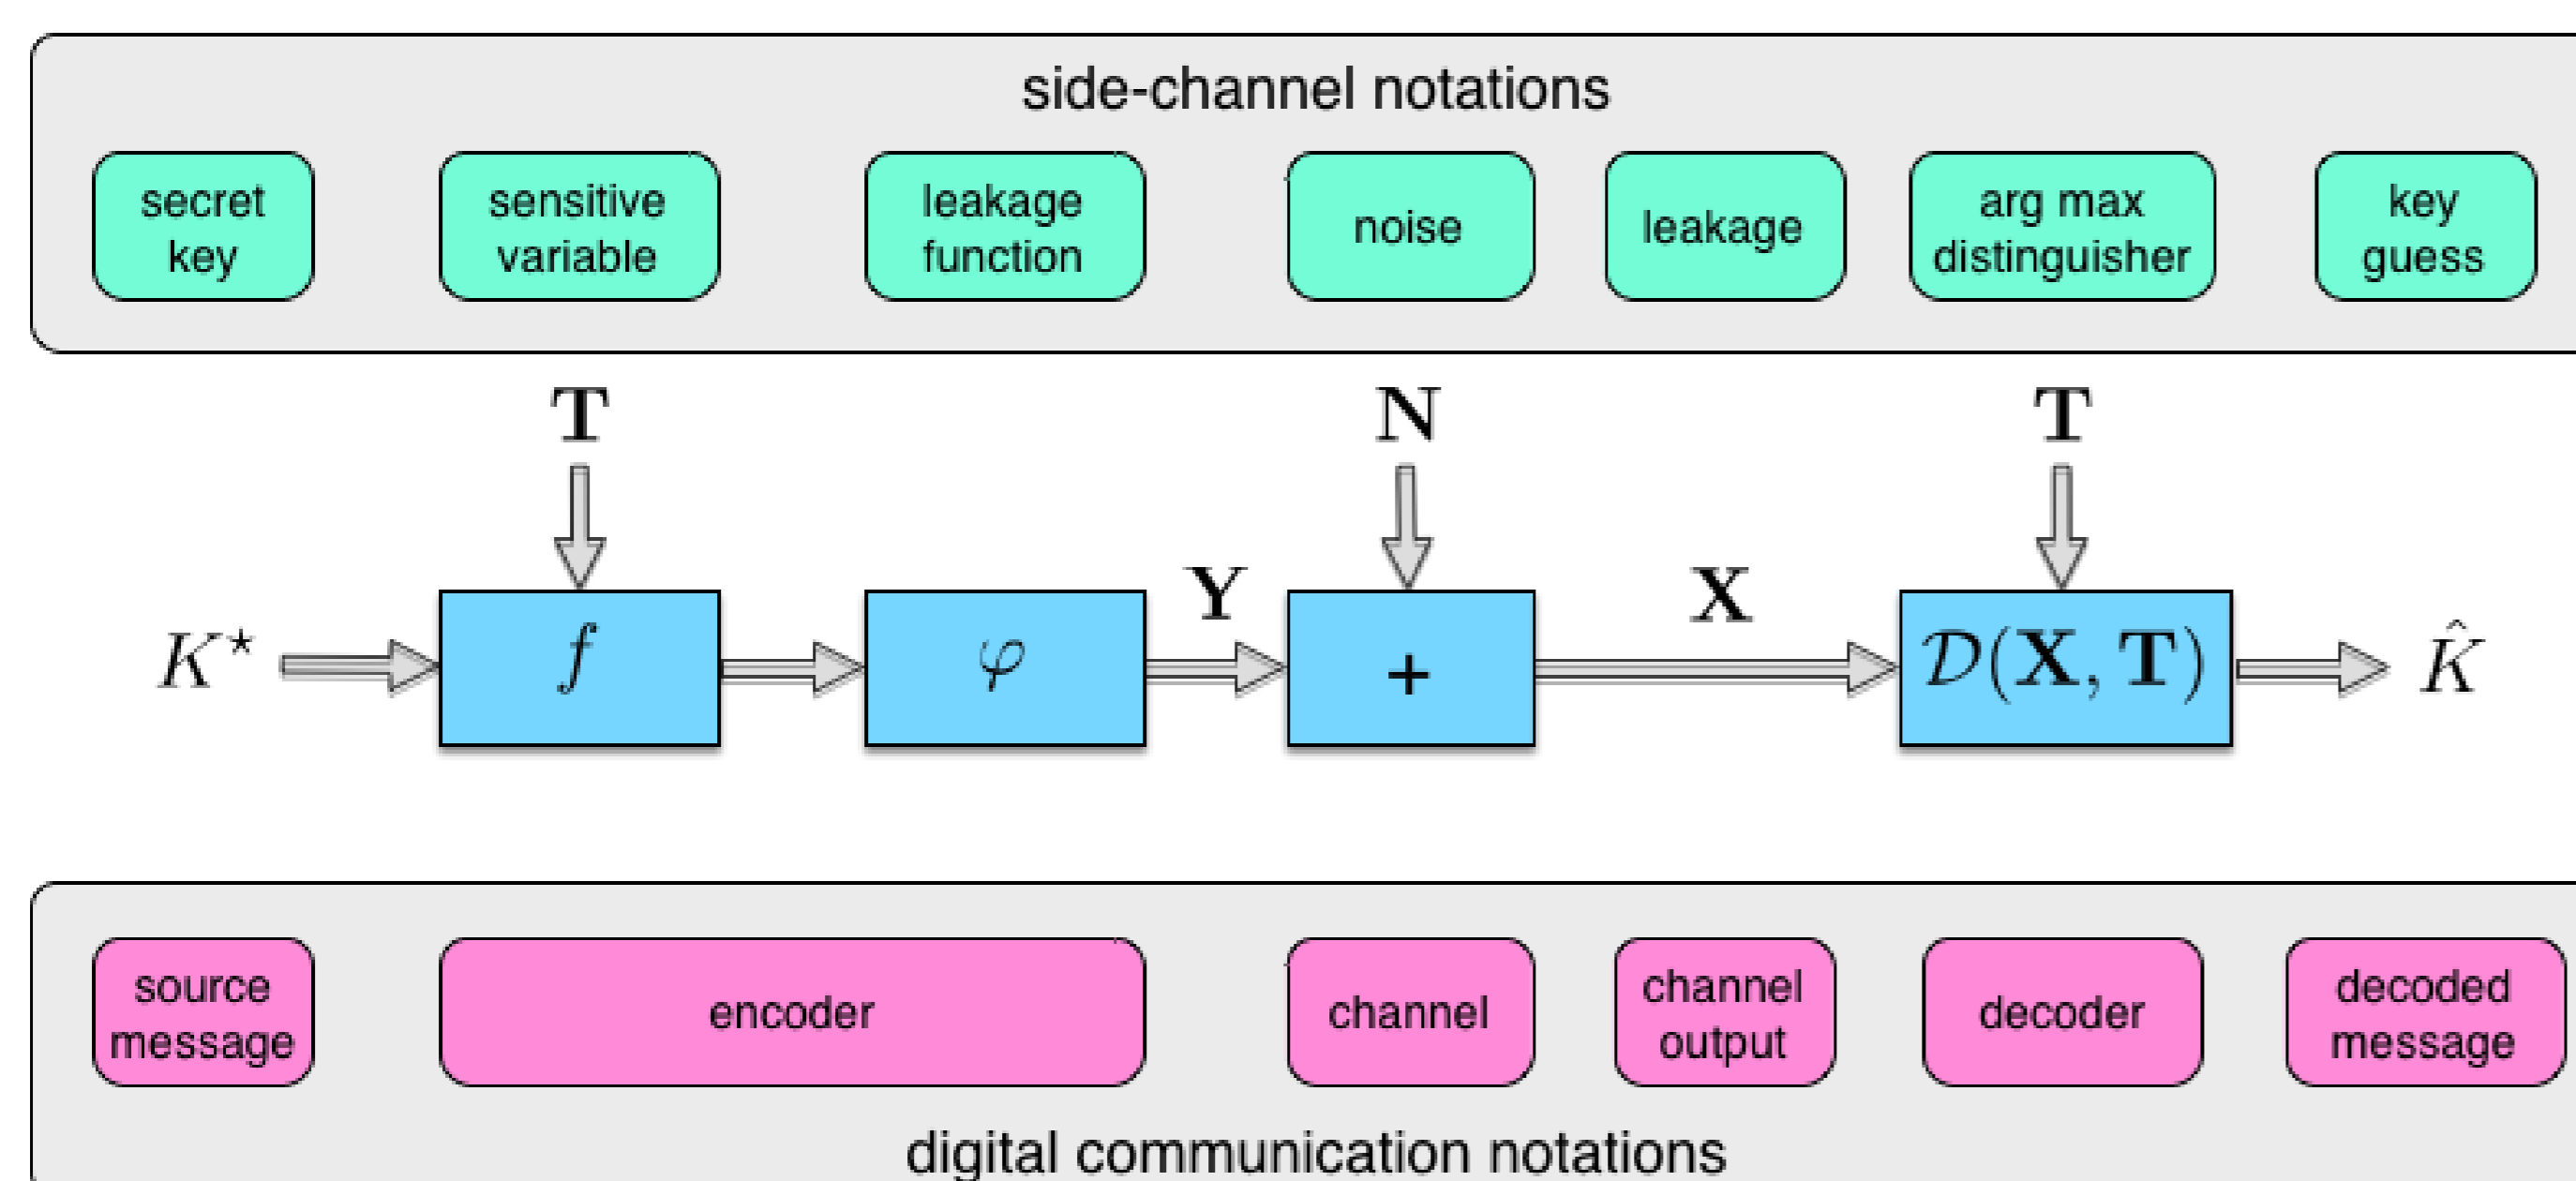 side-channel notations
secret
key
sensitive
variable
leakage
function
noise
leakage
arg max
distinguisher
key
guess
T
N
T
K⋆
f
φ
Y
+
X
𝒟(X, T)
K̂
source
message
encoder
channel
channel
output
decoder
decoded
message
digital communication notations